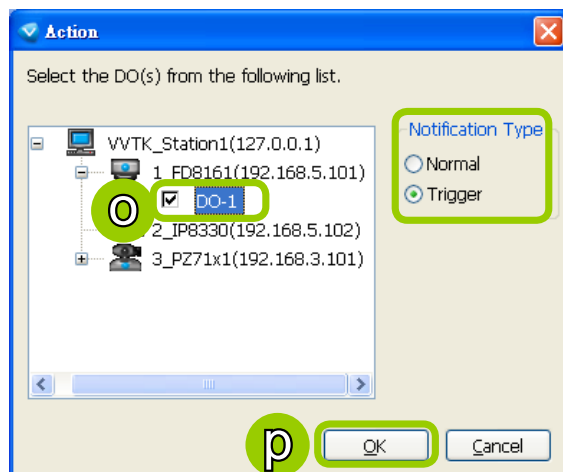 Action
Select the DO(s) from the following list.
VVTK_Station1(127.0.0.1)
1_FD8161(192.168.5.101)
O
DO-1
2_IP8330(192.168.5.102)
3_PZ71x1(192.168.3.101)
Notification Type
Normal
Trigger
p
OK
Cancel